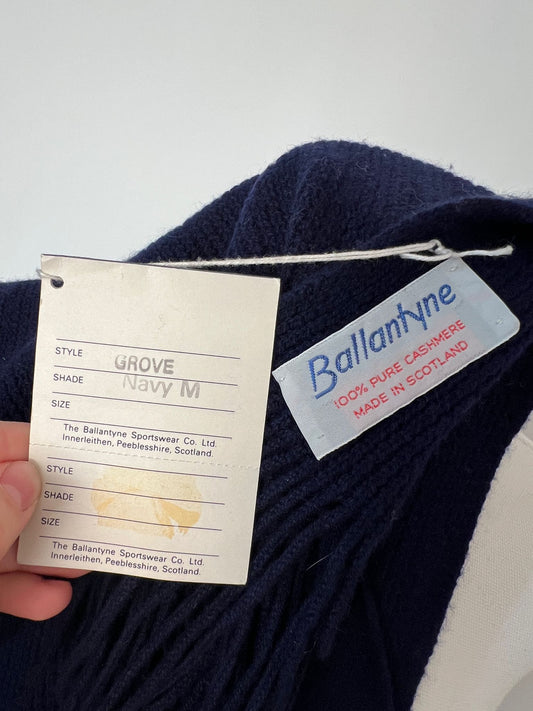 STYLE
GROVE
SHADE
Navy M
SIZE
The Ballantyne Sportswear Co. Ltd.
Innerleithen, Peeblesshire, Scotland.
STYLE
SHADE
SIZE
The Ballantyne Sportswear Co. Ltd.
Innerleithen, Peeblesshire, Scotland.
Ballantyne
100% PURE CASHMERE
MADE IN SCOTLAND